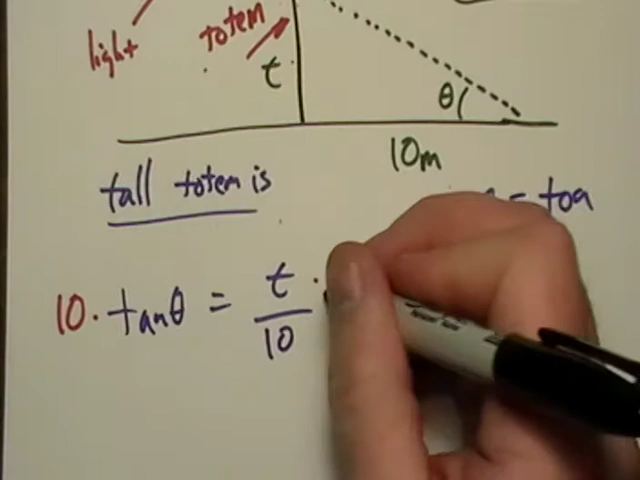 light
totem
t
θ
10m
tall totem is
= toa
10 · tanθ = t/10 ·